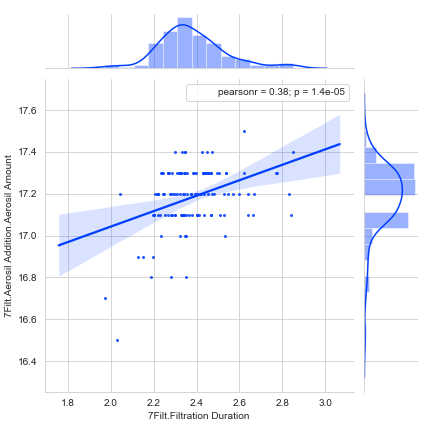 pearsonr = 0.38; p = 1.4e-05
17.6
17.4
17.2
17.0
16.8
16.6
16.4
7Filt.Aerosil Addition.Aerosil Amount
1.8 2.0 2.2 2.4 2.6 2.8 3.0
7Filt.Filtration Duration